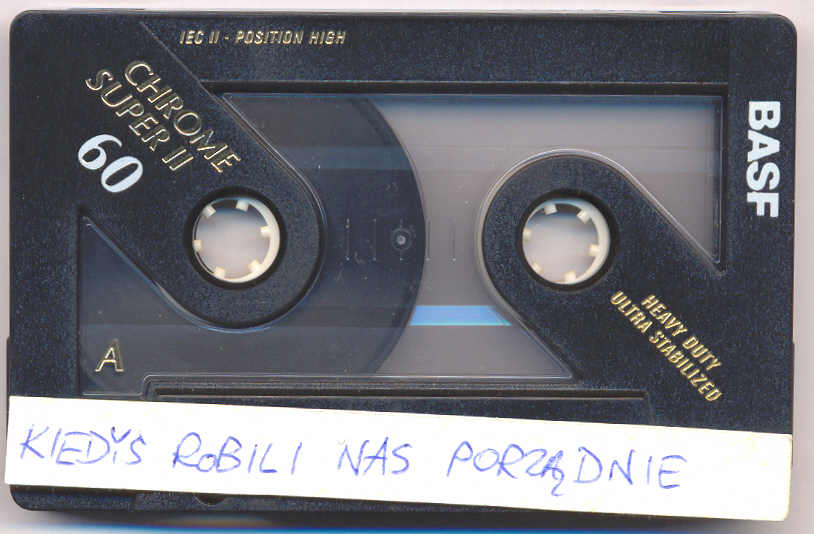 IEC II - POSITION HIGH
CHROME
SUPER II
60
BASF
HEAVY DUTY
ULTRA STABILIZED
A
KIEDYŚ ROBILI NAS PORZĄDNIE